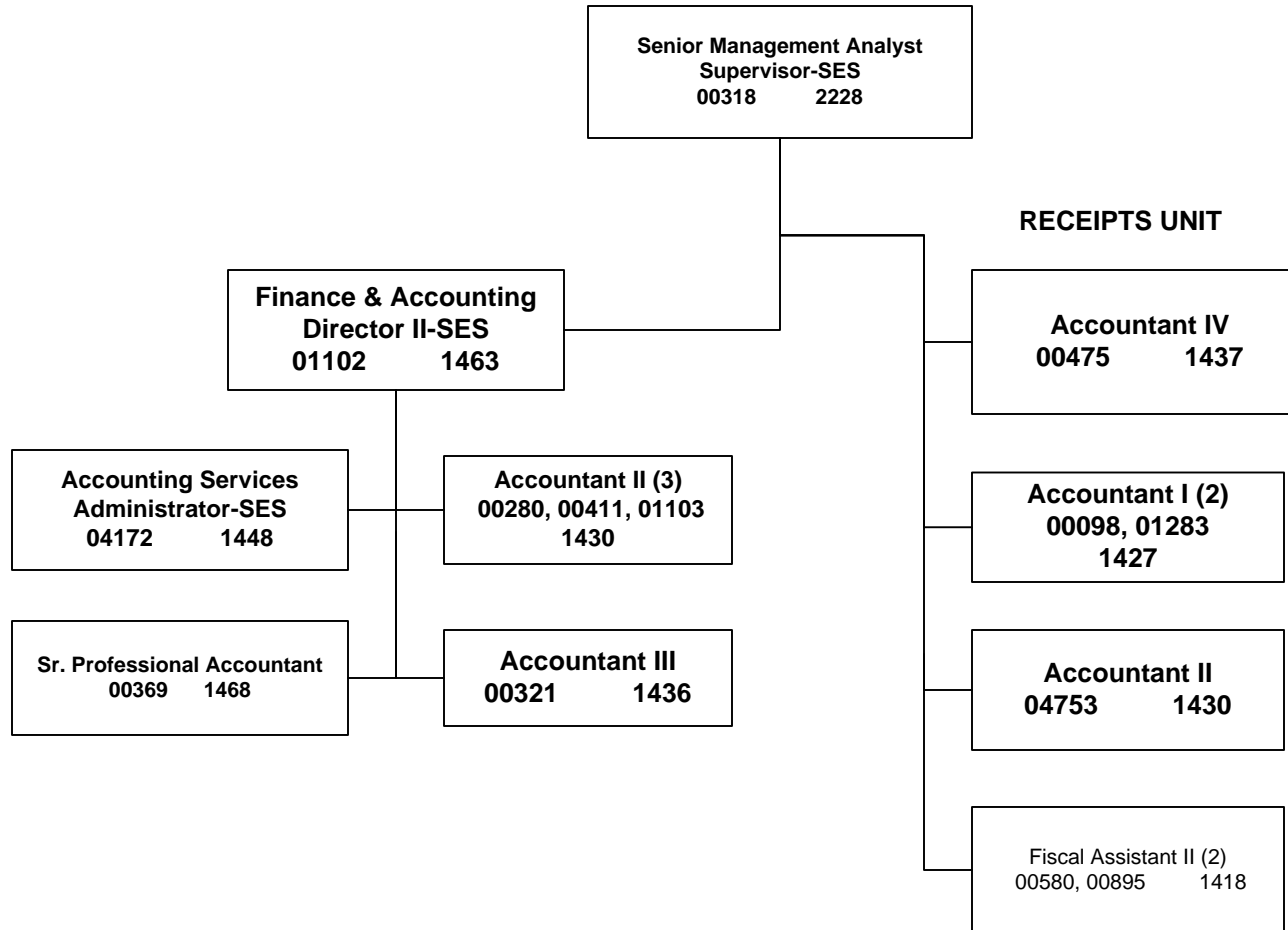 Senior Management Analyst
Supervisor-SES
00318 2228
RECEIPTS UNIT
Finance & Accounting
Director II-SES
01102 1463
Accountant IV
00475 1437
Accounting Services
Administrator-SES
04172 1448
Accountant II (3)
00280, 00411, 01103
1430
Accountant I (2)
00098, 01283
1427
Sr. Professional Accountant
00369 1468
Accountant III
00321 1436
Accountant II
04753 1430
Fiscal Assistant II (2)
00580, 00895 1418